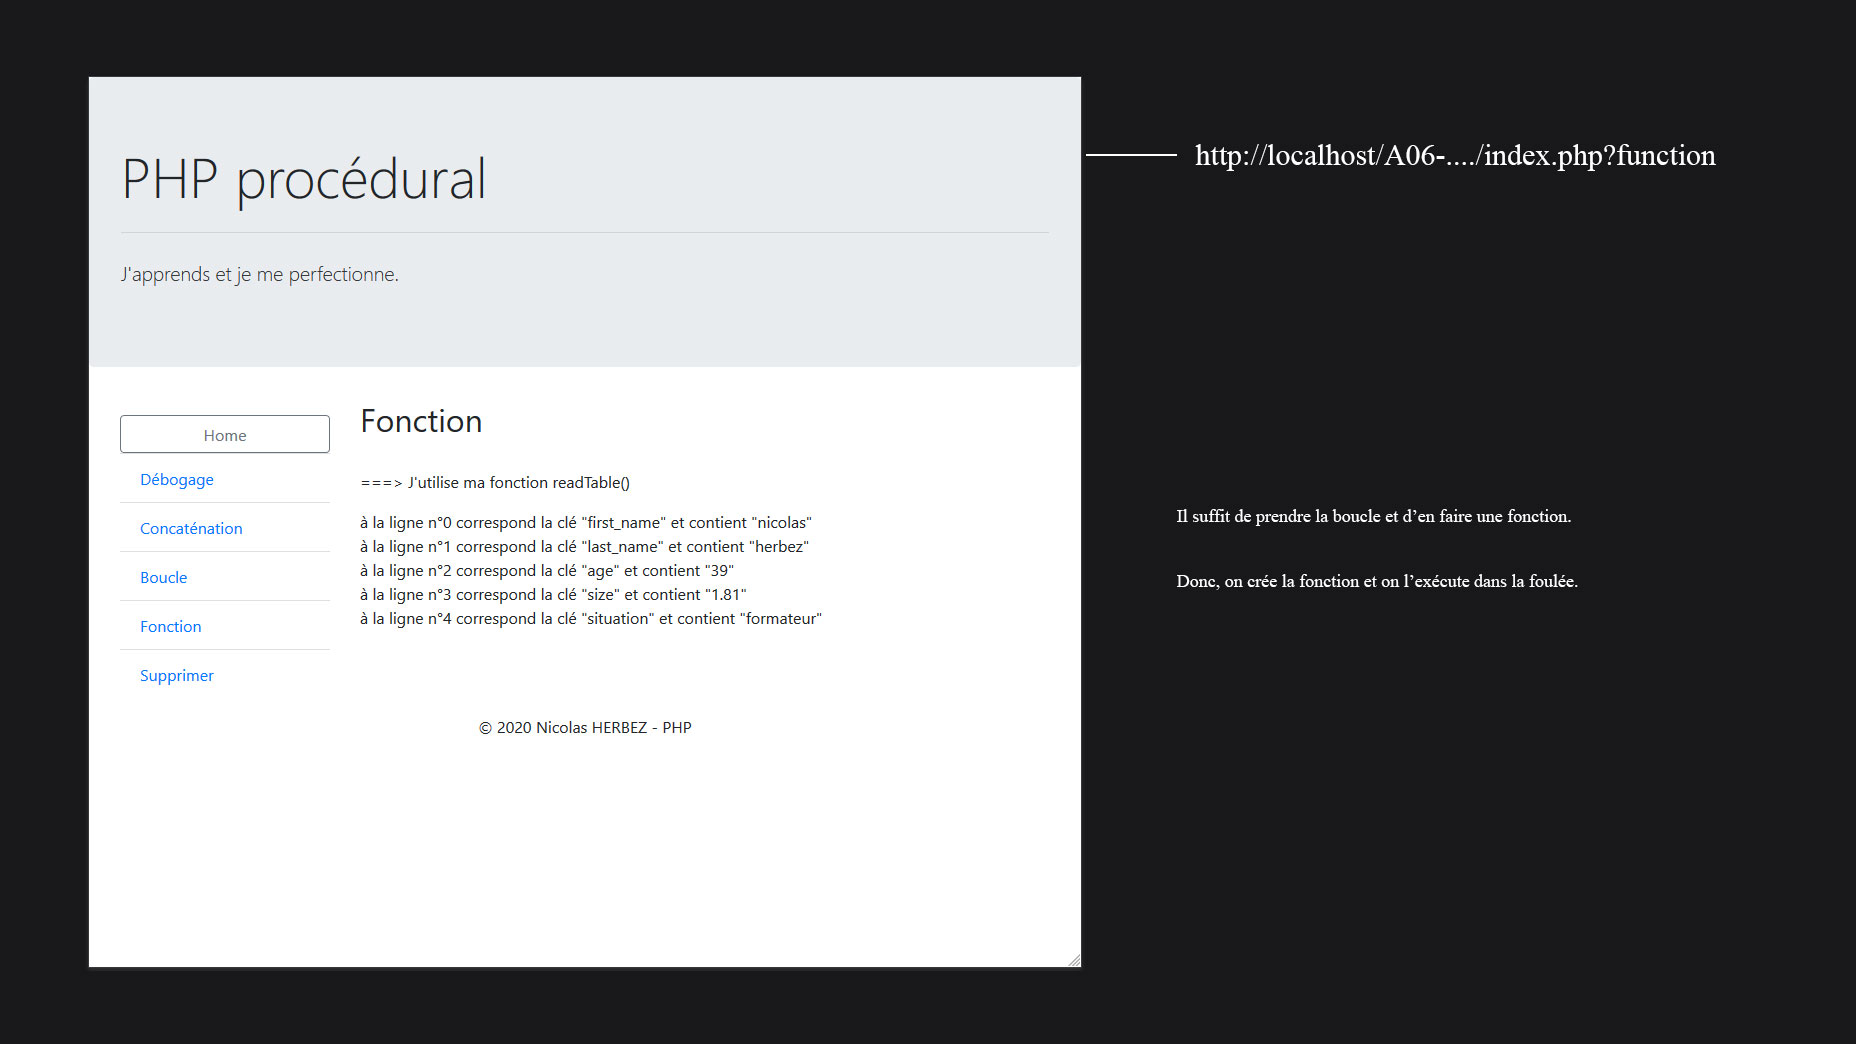 PHP procédural
http://localhost/A06-..../index.php?function
J'apprends et je me perfectionne.
Home
Débogage
Concaténation
Boucle
Fonction
Supprimer
Fonction
===> J'utilise ma fonction readTable()
à la ligne n°0 correspond la clé "first_name" et contient "nicolas"
à la ligne n°1 correspond la clé "last_name" et contient "herbez"
à la ligne n°2 correspond la clé "age" et contient "39"
à la ligne n°3 correspond la clé "size" et contient "1.81"
à la ligne n°4 correspond la clé "situation" et contient "formateur"
© 2020 Nicolas HERBEZ - PHP
Il suffit de prendre la boucle et d’en faire une fonction.
Donc, on crée la fonction et on l’exécute dans la foulée.